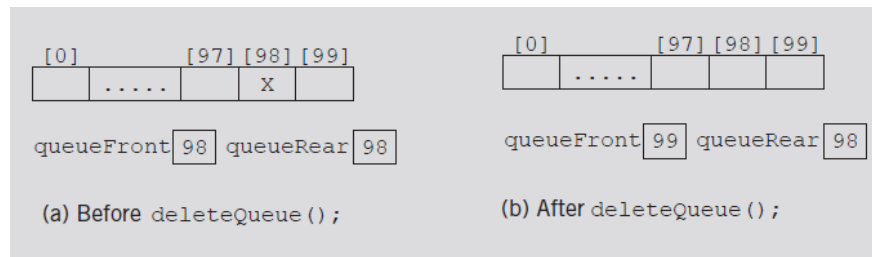 [0] [97] [98] [99]
..... X
queueFront 98 queueRear 98
(a) Before deleteQueue();
[0] [97] [98] [99]
.....
queueFront 99 queueRear 98
(b) After deleteQueue();